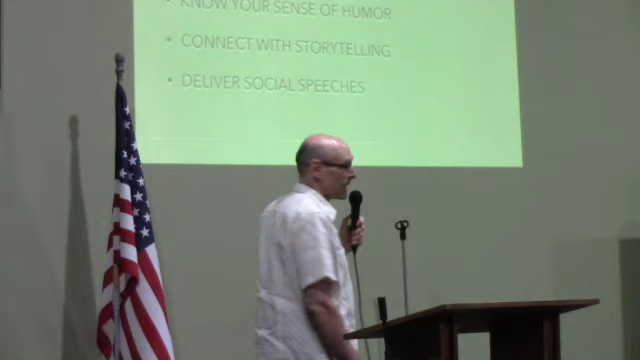 • KNOW YOUR SENSE OF HUMOR
• CONNECT WITH STORYTELLING
• DELIVER SOCIAL SPEECHES